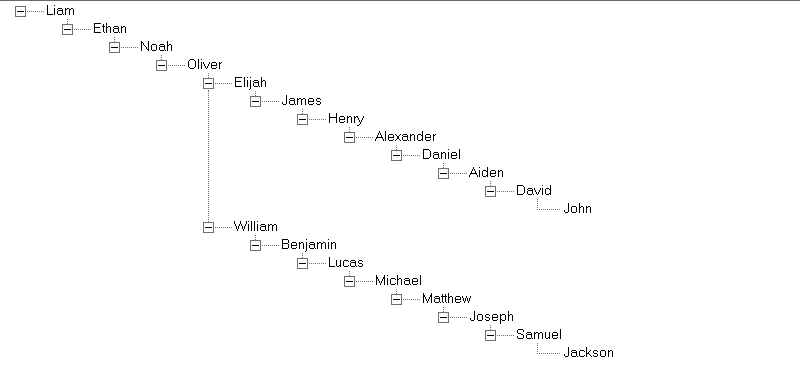 Liam
Ethan
Noah
Oliver
Elijah
James
Henry
Alexander
Daniel
Aiden
David
John
William
Benjamin
Lucas
Michael
Matthew
Joseph
Samuel
Jackson